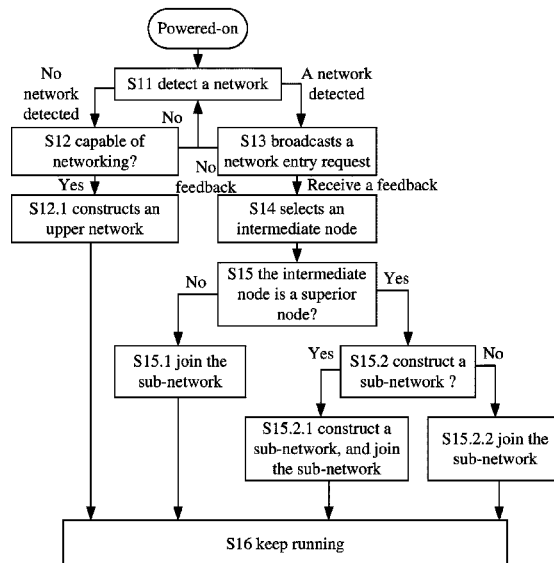 Powered-on
S11 detect a network
No
network
detected
A network
detected
No
S12 capable of
networking?
S13 broadcasts a
network entry request
No
feedback
Yes
Receive a feedback
S12.1 constructs an
upper network
S14 selects an
intermediate node
S15 the intermediate
node is a superior
node?
No
Yes
S15.1 join the
sub-network
Yes
S15.2 construct a
sub-network ?
No
S15.2.1 construct a
sub-network, and join
the sub-network
S15.2.2 join the
sub-network
S16 keep running